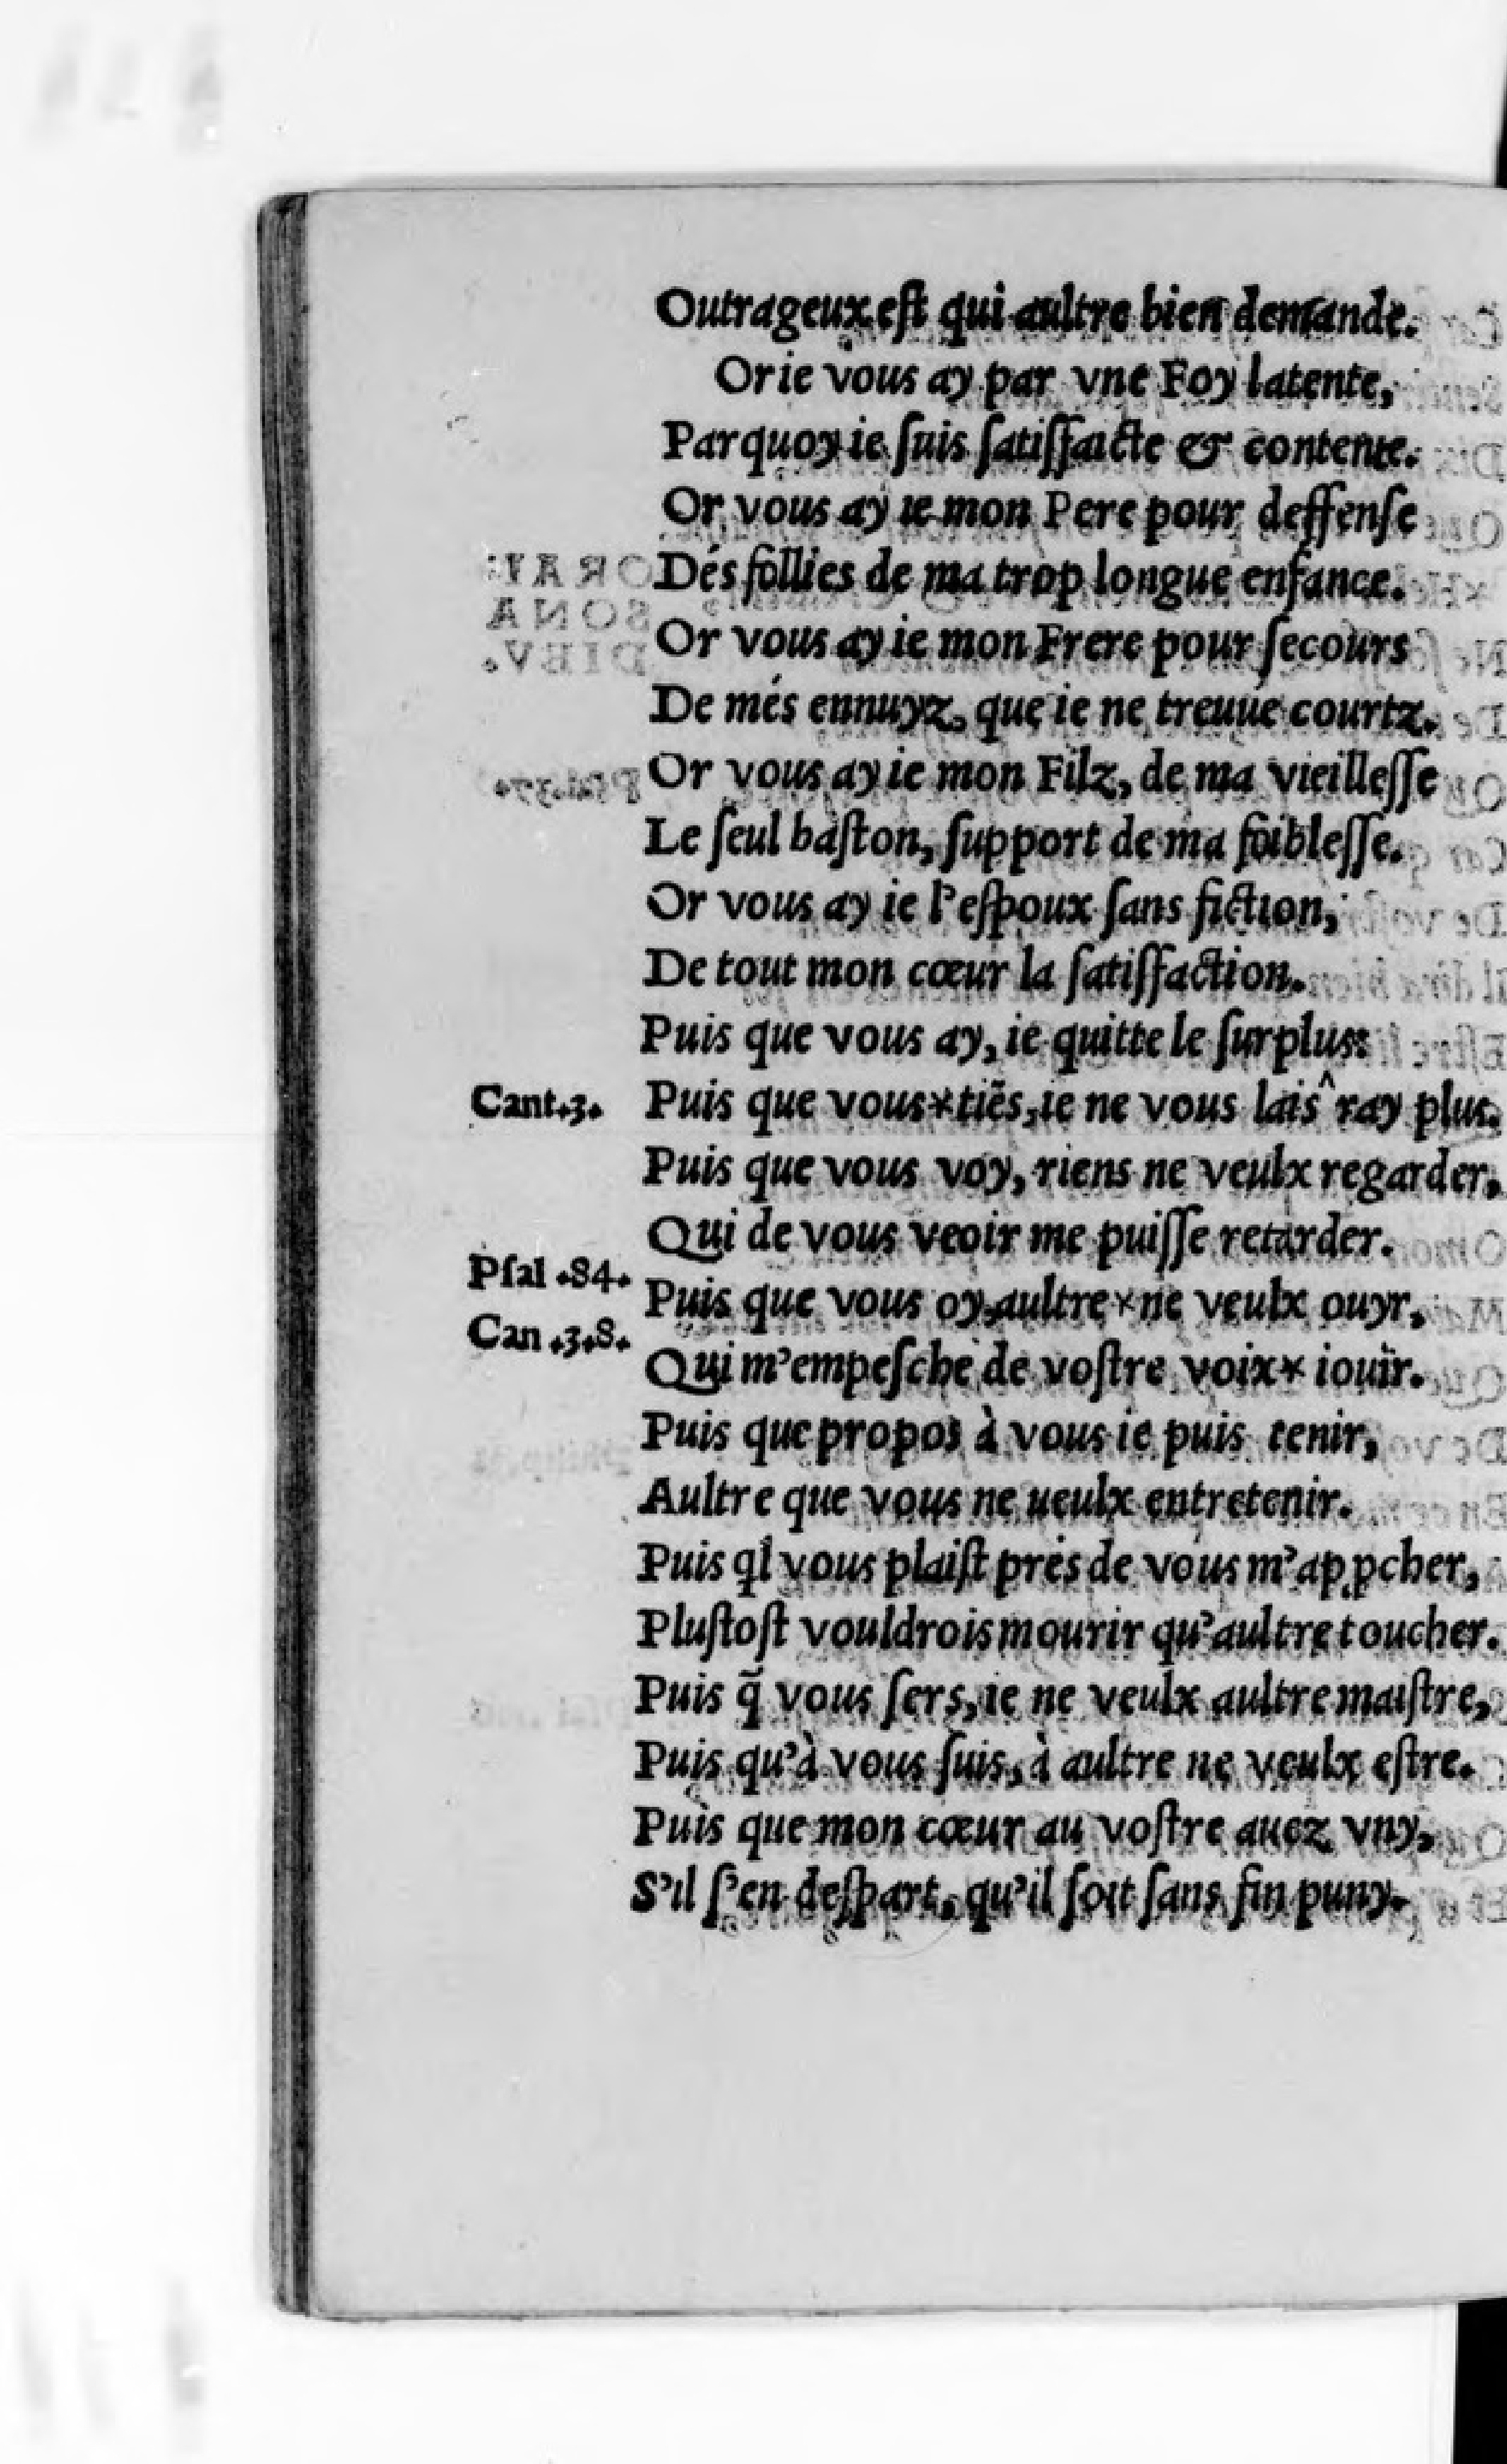 Outrageux est qui aultre bien demande.
Or ie vous ay par vne Foy latente,
Parquoy ie ſuis ſatiſfaicte & contente.
Or vous ay ie mon Pere pour deffenſe
Dés follies de ma trop longue enfance.
Or vous ay ie mon Frere pour ſecours
De més ennuyz, que ie ne treuue courtz.
Or vous ay ie mon Filz, de ma vieilleſſe
Le ſeul baſton, ſupport de ma foibleſſe.
Or vous ay ie l'eſpoux ſans fiction,
De tout mon cœur la ſatiſfaction.
Puis que vous ay, ie quitte le ſurplus:
Cant.3. Puis que vous*tiẽs, ie ne vous lais^ray plus.
Puis que vous voy, riens ne veulx regarder,
Qui de vous veoir me puiſſe retarder.
Pſal .84.
Puis que vous oy, aultre*ne veulx ouyr,
Can .3.8.
Qui m'empeſche de voſtre voix* iouïr.
Puis que propos à vous ie puis tenir,
Aultre que vous ne ueulx entretenir.
Puis ql vous plaiſt prés de vous m'apꝓcher,
Pluſtoſt vouldrois mourir qu'aultre toucher.
Puis q̃ vous ſers, ie ne veulx aultre maiſtre,
Puis qu'à vous ſuis, à aultre ne veulx eſtre.
Puis que mon cœur au voſtre auez vny,
S'il ſ'en deſpart, qu'il ſoit ſans fin puny.